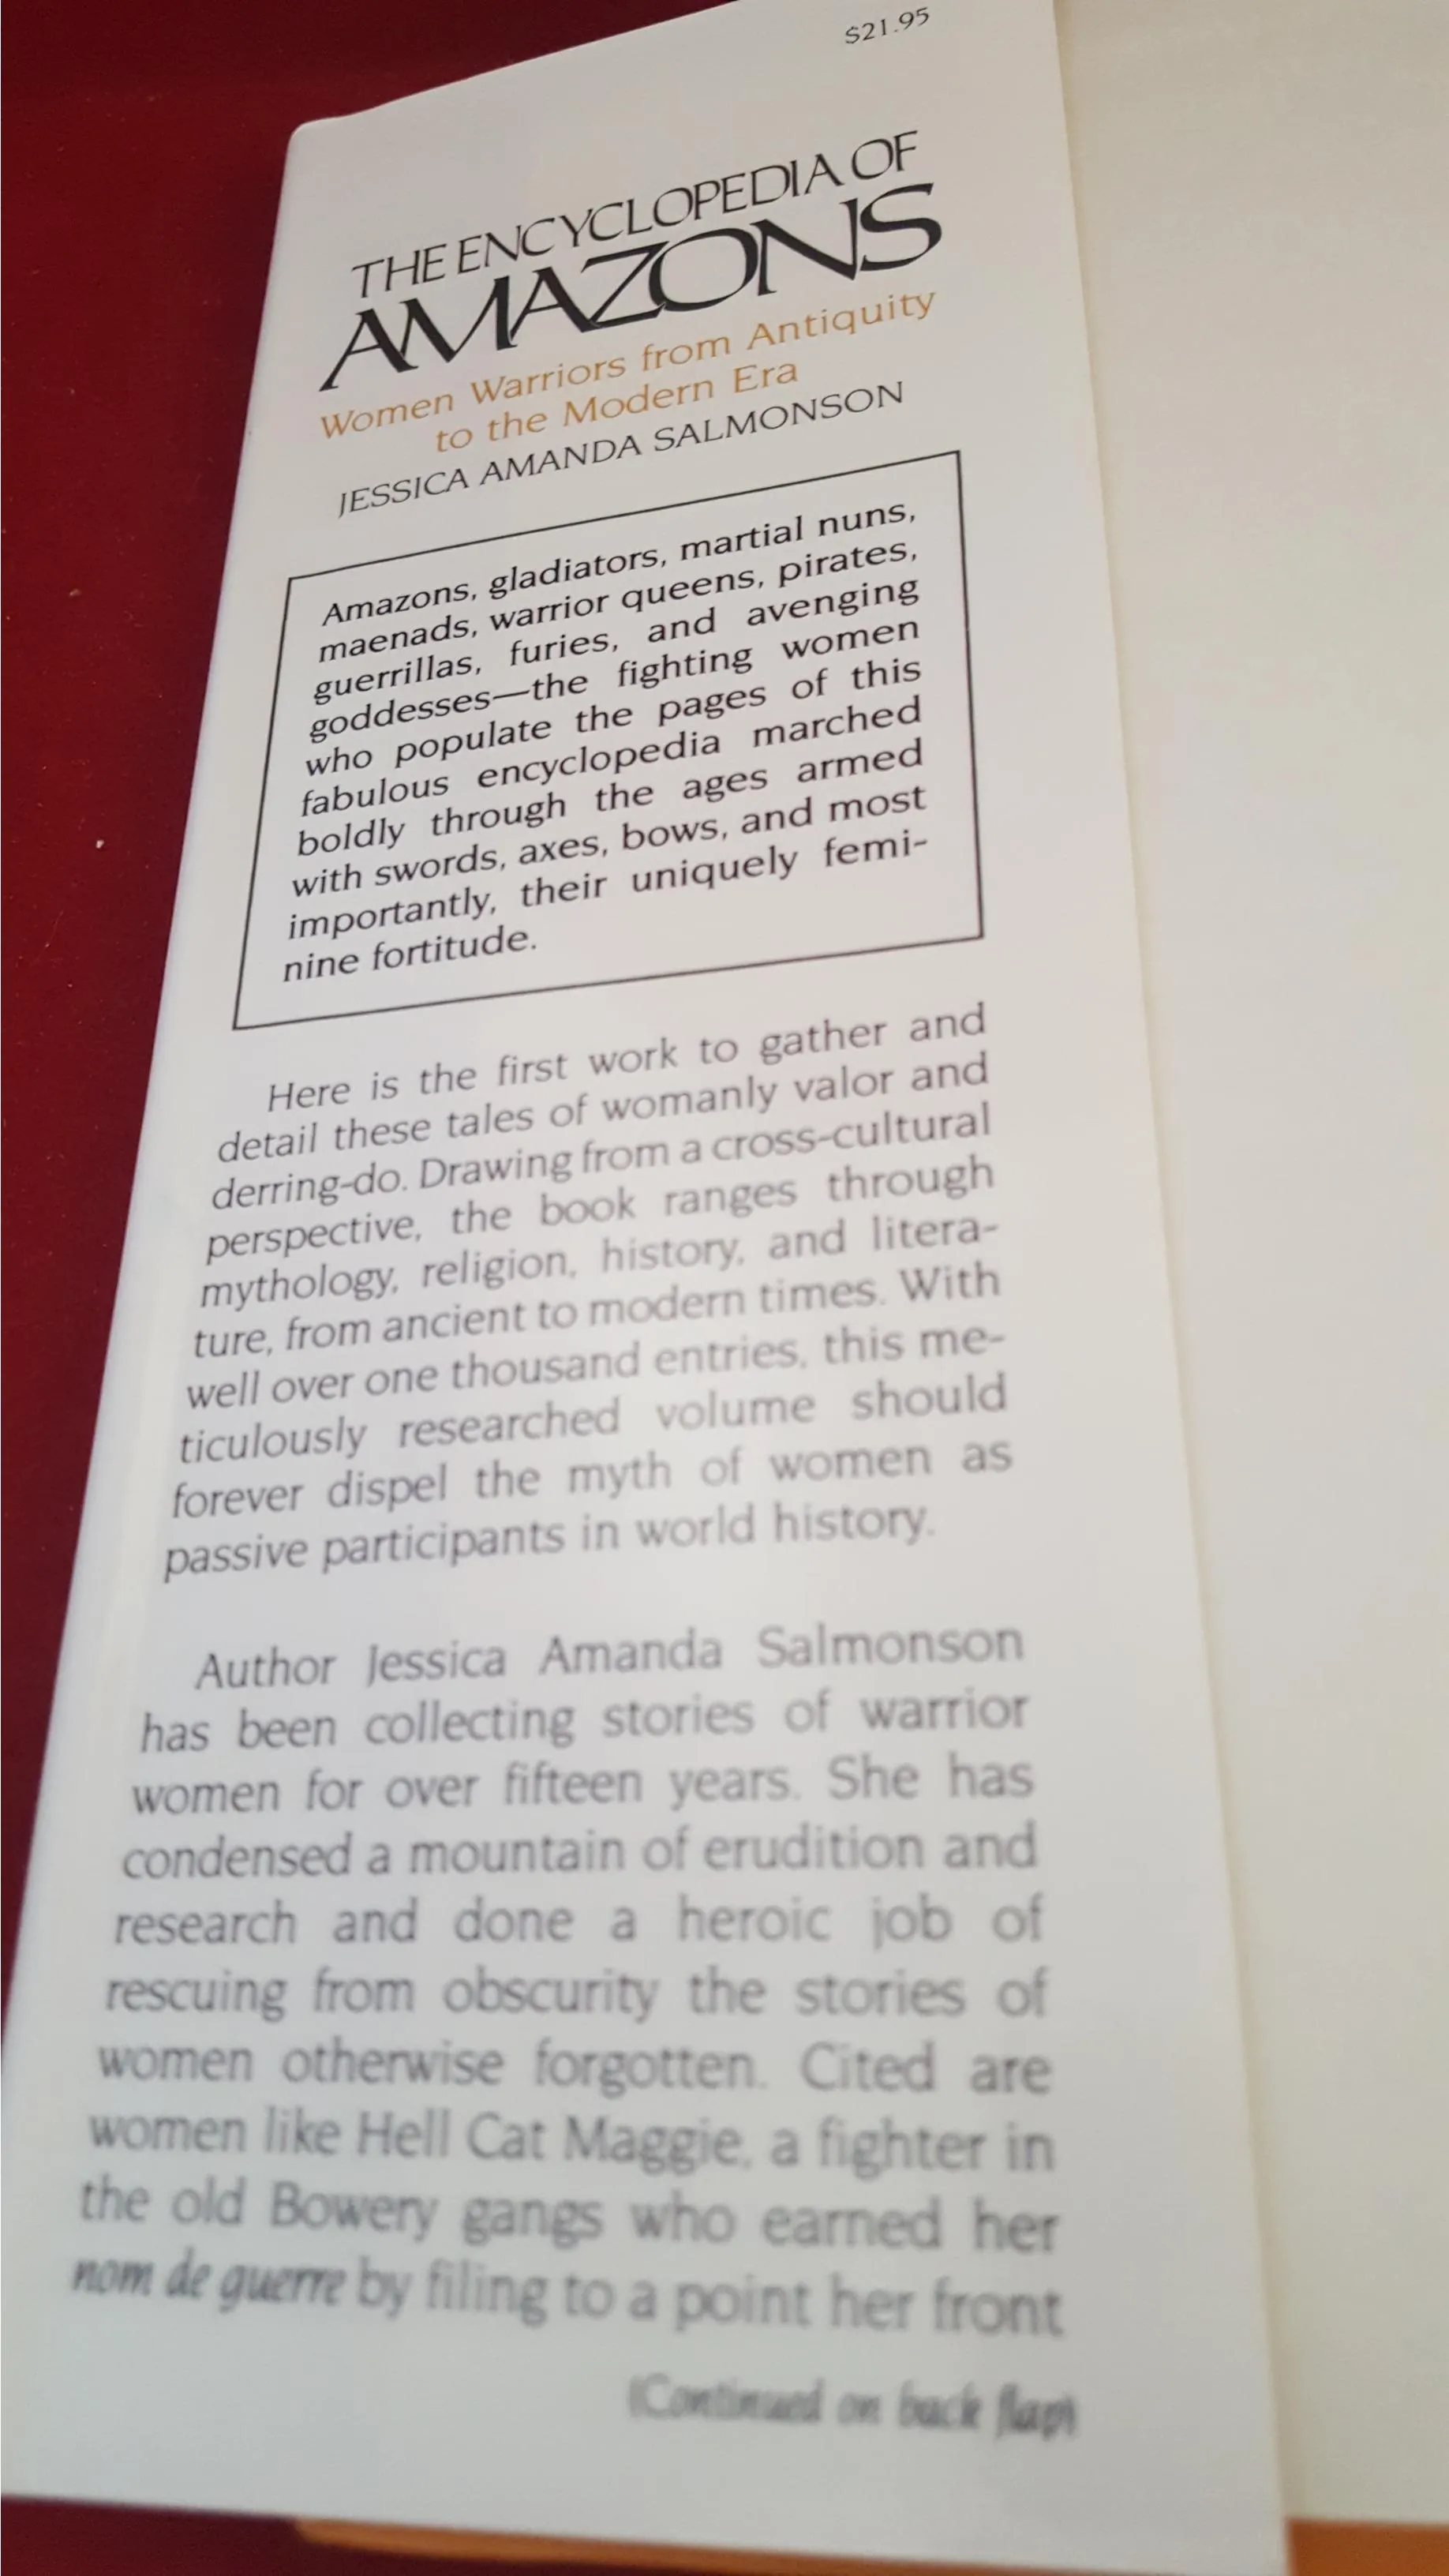 $21.95
THE ENCYCLOPEDIA OF
AMAZONS
Women Warriors from Antiquity
to the Modern Era
JESSICA AMANDA SALMONSON
Amazons, gladiators, martial nuns,
maenads, warrior queens, pirates,
guerrillas, furies, and avenging
goddesses—the fighting women
who populate the pages of this
fabulous encyclopedia marched
boldly through the ages armed
with swords, axes, bows, and most
importantly, their uniquely femi-
nine fortitude.
Here is the first work to gather and
detail these tales of womanly valor and
derring-do. Drawing from a cross-cultural
perspective, the book ranges through
mythology, religion, history, and litera-
ture, from ancient to modern times. With
well over one thousand entries, this me-
ticulously researched volume should
forever dispel the myth of women as
passive participants in world history.
Author Jessica Amanda Salmonson
has been collecting stories of warrior
women for over fifteen years. She has
condensed a mountain of erudition and
research and done a heroic job of
rescuing from obscurity the stories of
women otherwise forgotten. Cited are
women like Hell Cat Maggie, a fighter in
the old Bowery gangs who earned her
nom de guerre by filing to a point her front
(Continued on back flap)